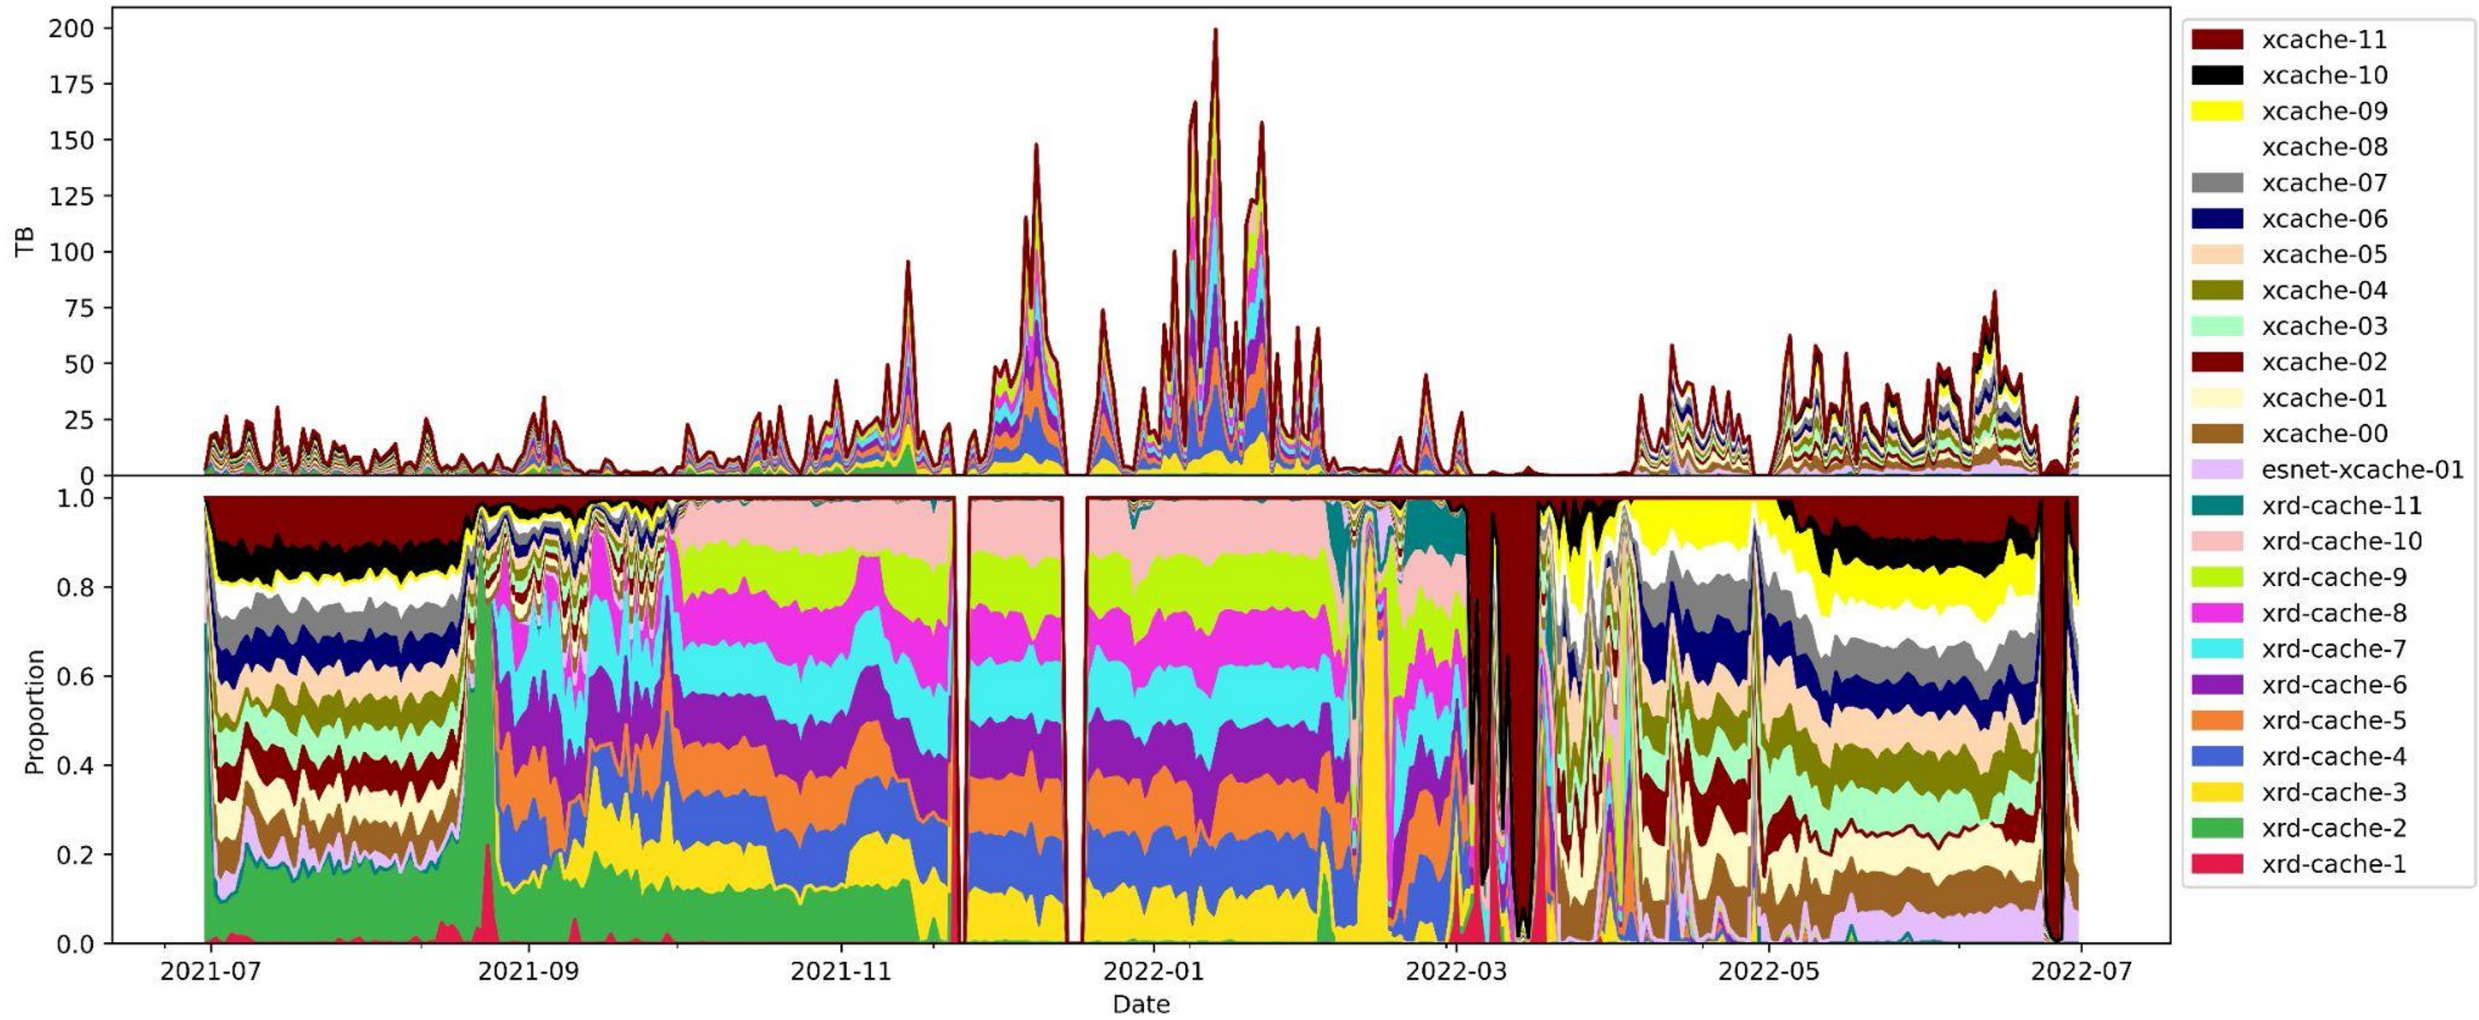 200
175
150
125
100
75
50
25
0
TB
1.0
0.8
0.6
0.4
0.2
0.0
Proportion
2021-07 2021-09 2021-11 2022-01 2022-03 2022-05 2022-07
Date
xcache-11
xcache-10
xcache-09
xcache-08
xcache-07
xcache-06
xcache-05
xcache-04
xcache-03
xcache-02
xcache-01
xcache-00
esnet-xcache-01
xrd-cache-11
xrd-cache-10
xrd-cache-9
xrd-cache-8
xrd-cache-7
xrd-cache-6
xrd-cache-5
xrd-cache-4
xrd-cache-3
xrd-cache-2
xrd-cache-1